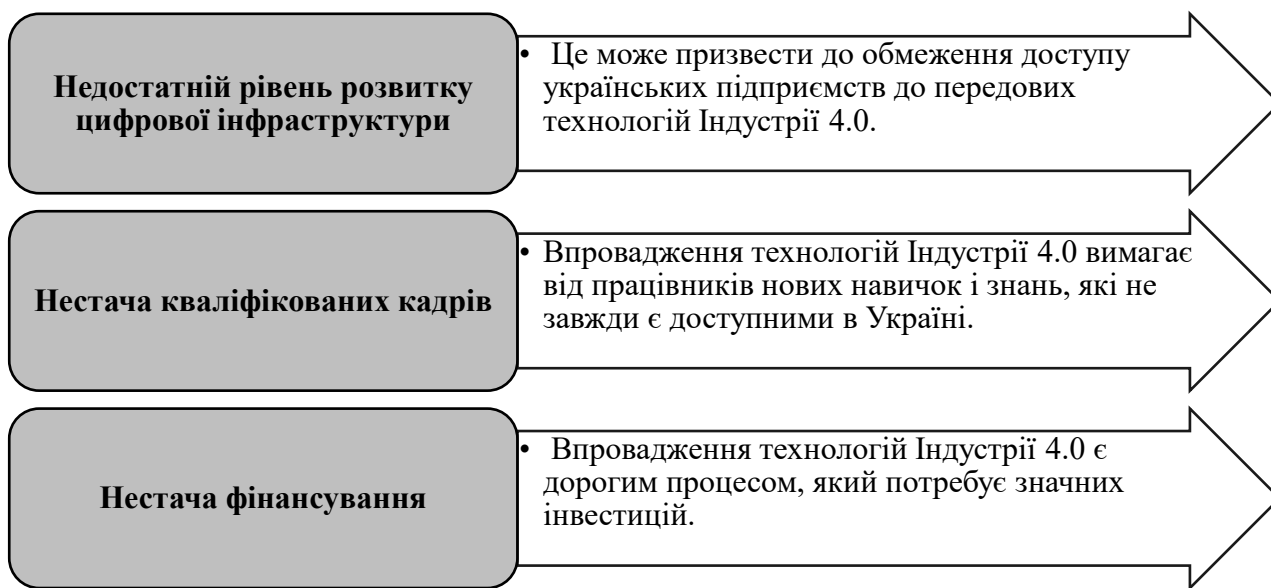 Недостатній рівень розвитку
цифрової інфраструктури
• Це може призвести до обмеження доступу
українських підприємств до передових
технологій Індустрії 4.0.
Нестача кваліфікованих кадрів
• Впровадження технологій Індустрії 4.0 вимагає
від працівників нових навичок і знань, які не
завжди є доступними в Україні.
Нестача фінансування
• Впровадження технологій Індустрії 4.0 є
дорогим процесом, який потребує значних
інвестицій.